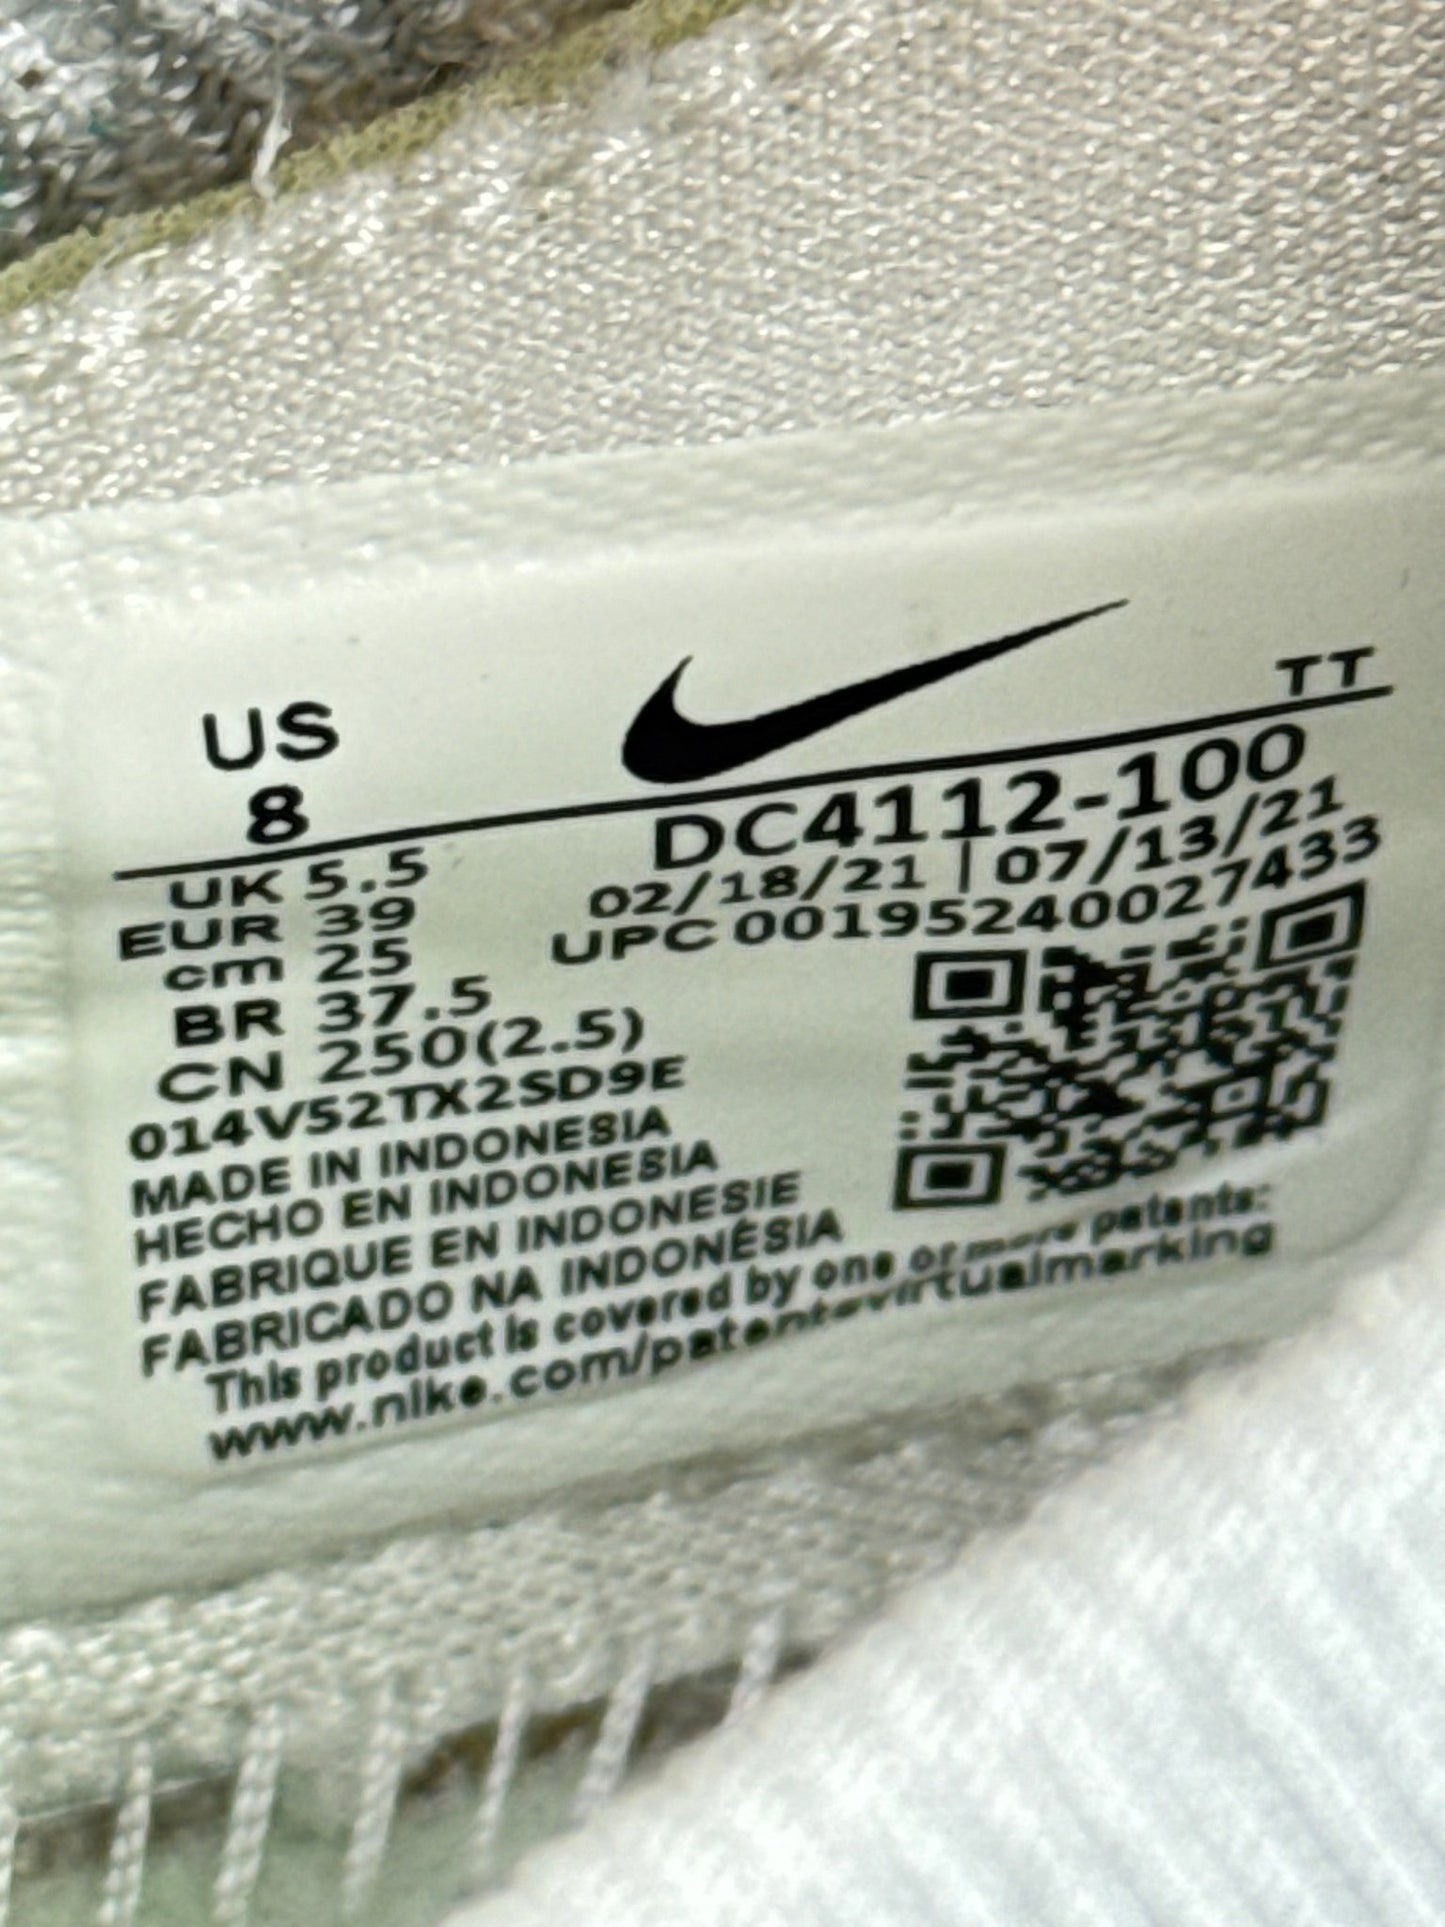 US
8
TT
UK 5.5
EUR 39
cm 25
BR 37.5
CN 250(2.5)
DC4112-100
02/18/21 | 07/13/21
UPC 00195240027433
014V52TX2SD9E
MADE IN INDONESIA
HECHO EN INDONESIA
FABRIQUE EN INDONESIE
FABRICADO NA INDONÉSIA
This product is covered by one or more patents:
www.nike.com/patentsvirtualmarking